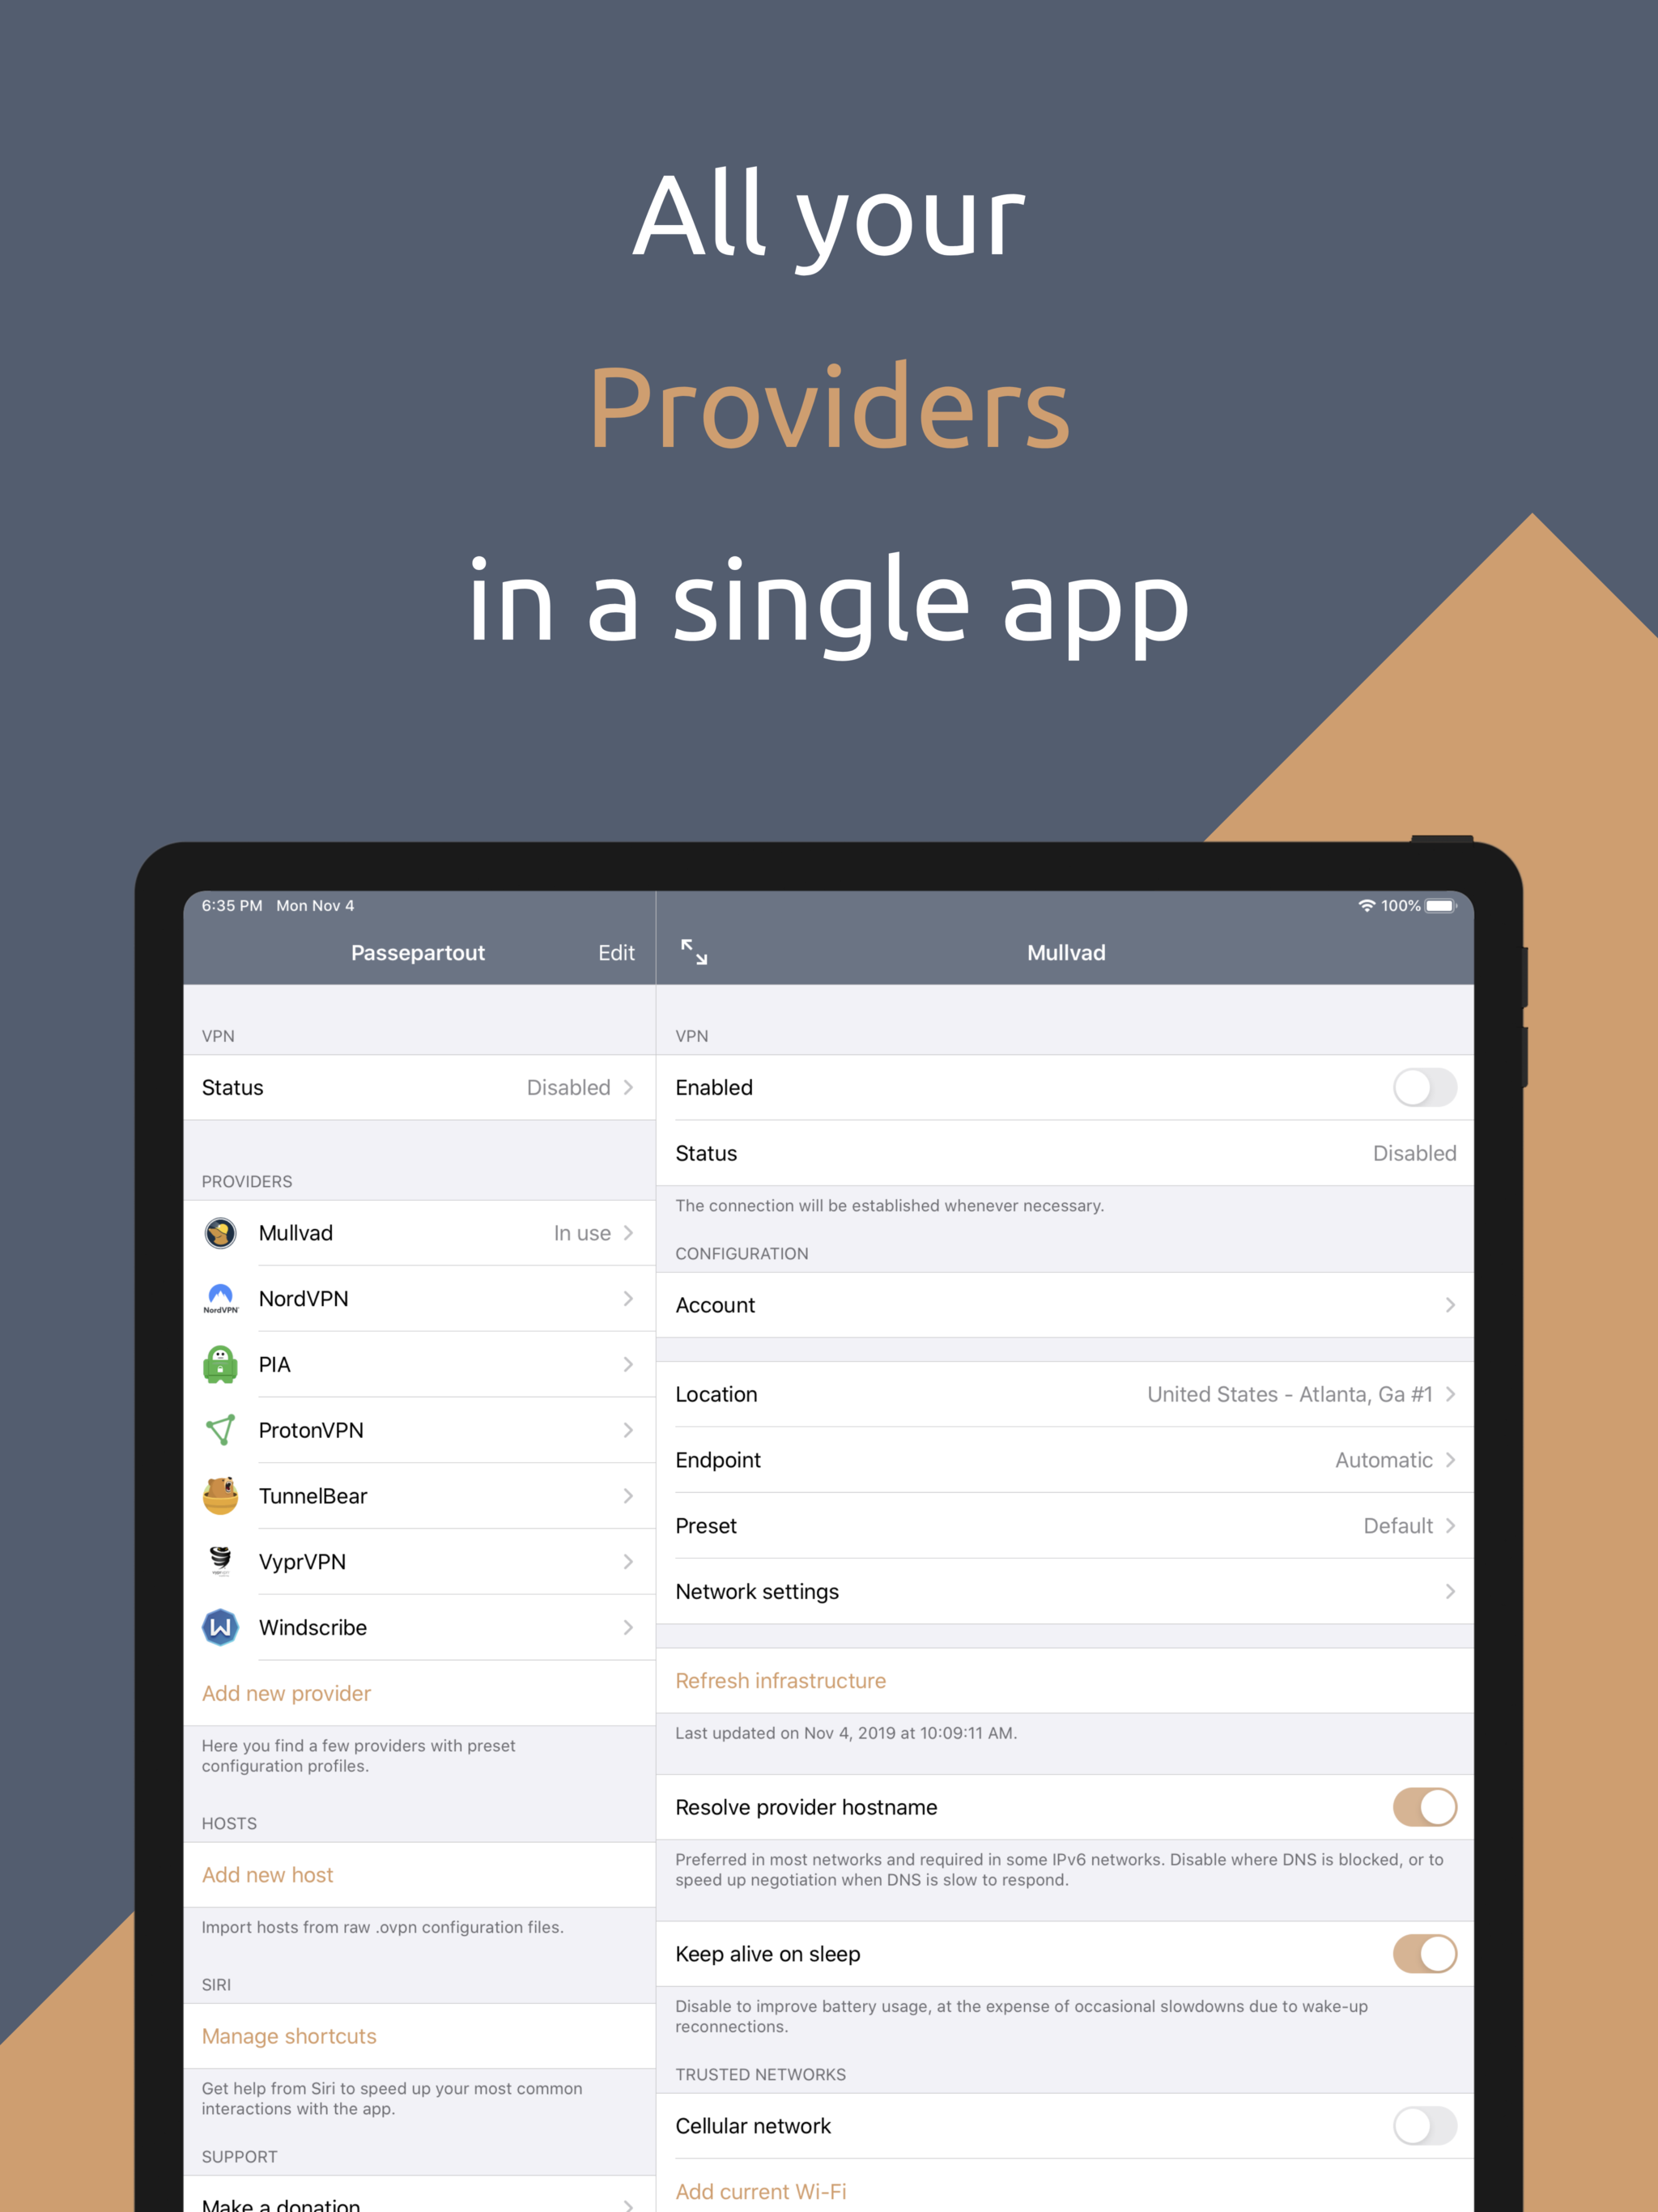 All your
Providers
in a single app
6:35 PM Mon Nov 4
100%
Passepartout
Edit
VPN
Status
Disabled
PROVIDERS
Mullvad
In use
NordVPN
NordVPN
PIA
ProtonVPN
TunnelBear
VyprVPN
Windscribe
Add new provider
Here you find a few providers with preset
configuration profiles.
HOSTS
Add new host
Import hosts from raw .ovpn configuration files.
SIRI
Manage shortcuts
Get help from Siri to speed up your most common
interactions with the app.
SUPPORT
Make a donation
Mullvad
VPN
Enabled
Status
Disabled
The connection will be established whenever necessary.
CONFIGURATION
Account
Location
United States - Atlanta, Ga #1
Endpoint
Automatic
Preset
Default
Network settings
Refresh infrastructure
Last updated on Nov 4, 2019 at 10:09:11 AM.
Resolve provider hostname
Preferred in most networks and required in some IPv6 networks. Disable where DNS is blocked, or to
speed up negotiation when DNS is slow to respond.
Keep alive on sleep
Disable to improve battery usage, at the expense of occasional slowdowns due to wake-up
reconnections.
TRUSTED NETWORKS
Cellular network
Add current Wi-Fi